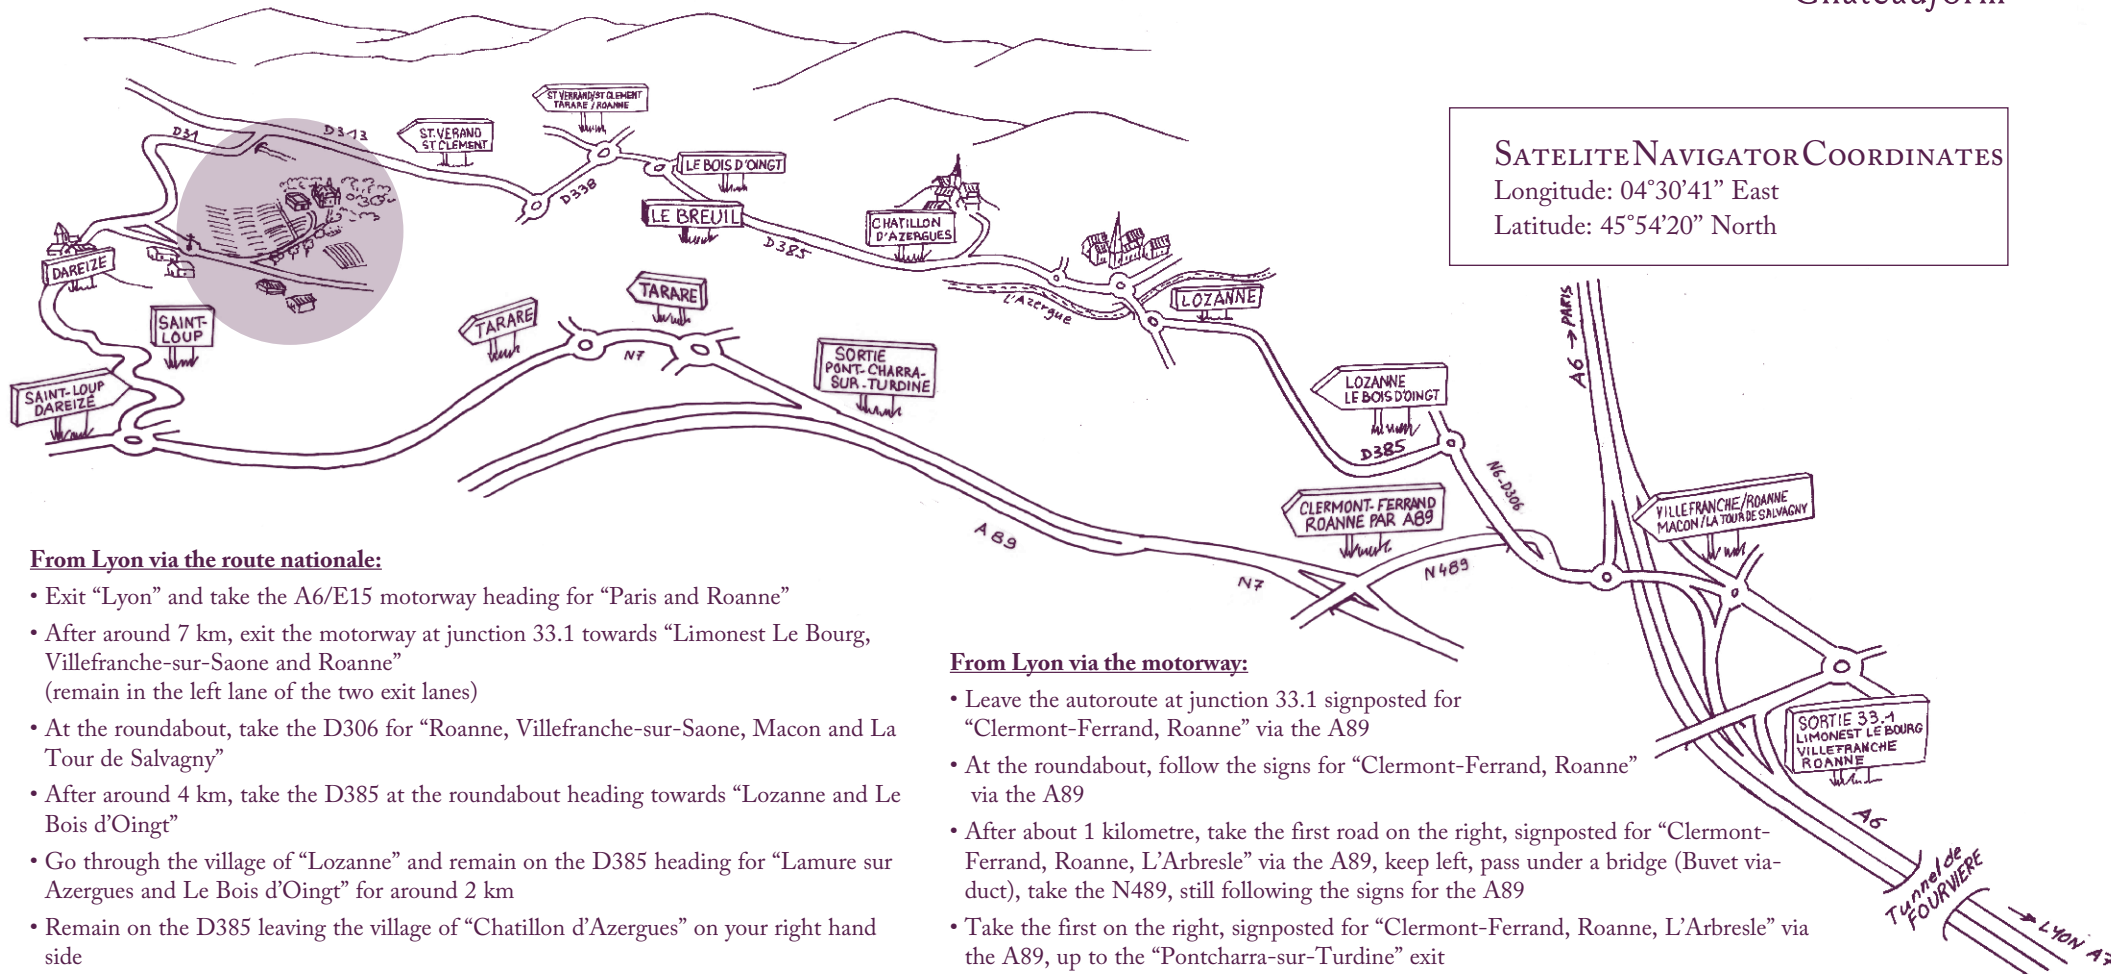 Chateauform
ST VERRAND/ST CLEMENT
TARARE / ROANNE
D31
D313
ST. VERAND
ST CLEMENT
LE BOIS D'OINGT
D338
LE BREUIL
CHATILLON
D'AZERGUES
D385
SATELITE NAVIGATOR COORDINATES
Longitude: 04°30’41” East
Latitude: 45°54’20” North
DAREIZE
SAINT-
LOUP
TARARE
TARARE
L'Azergue
LOZANNE
A6 → PARIS
N7
SORTIE
PONT-CHARRA-
SUR-TURDINE
LOZANNE
LE BOIS D'OINGT
SAINT-LOUP
DAREIZÉ
D385
N6-D306
CLERMONT-FERRAND
ROANNE PAR A89
VILLEFRANCHE/ROANNE
MACON/LA TOUR DE SALVAGNY
A89
N7
N489
From Lyon via the route nationale:
• Exit “Lyon” and take the A6/E15 motorway heading for “Paris and Roanne”
• After around 7 km, exit the motorway at junction 33.1 towards “Limonest Le Bourg,
Villefranche-sur-Saone and Roanne”
(remain in the left lane of the two exit lanes)
• At the roundabout, take the D306 for “Roanne, Villefranche-sur-Saone, Macon and La
Tour de Salvagny”
• After around 4 km, take the D385 at the roundabout heading towards “Lozanne and Le
Bois d’Oingt”
• Go through the village of “Lozanne” and remain on the D385 heading for “Lamure sur
Azergues and Le Bois d’Oingt” for around 2 km
• Remain on the D385 leaving the village of “Chatillon d’Azergues” on your right hand
side
From Lyon via the motorway:
• Leave the autoroute at junction 33.1 signposted for
“Clermont-Ferrand, Roanne” via the A89
• At the roundabout, follow the signs for “Clermont-Ferrand, Roanne”
via the A89
• After about 1 kilometre, take the first road on the right, signposted for “Clermont-
Ferrand, Roanne, L’Arbresle” via the A89, keep left, pass under a bridge (Buvet via-
duct), take the N489, still following the signs for the A89
• Take the first on the right, signposted for “Clermont-Ferrand, Roanne, L’Arbresle” via
the A89, up to the “Pontcharra-sur-Turdine” exit
SORTIE 33.1
LIMONEST LE BOURG
VILLEFRANCHE
ROANNE
A6
Tunnel de
FOURVIERE
→ LYON A7